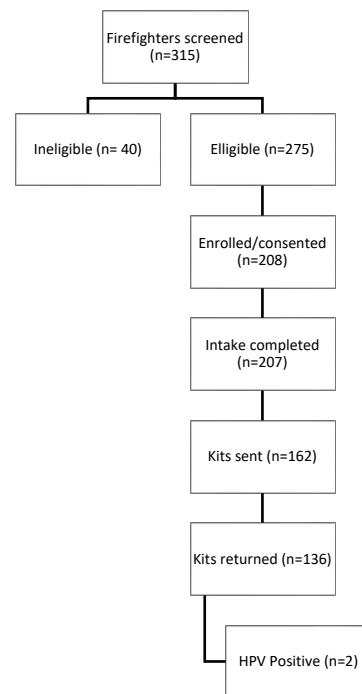 Firefighters screened
(n=315)
Ineligible (n= 40)
Elligible (n=275)
Enrolled/consented
(n=208)
Intake completed
(n=207)
Kits sent (n=162)
Kits returned (n=136)
HPV Positive (n=2)